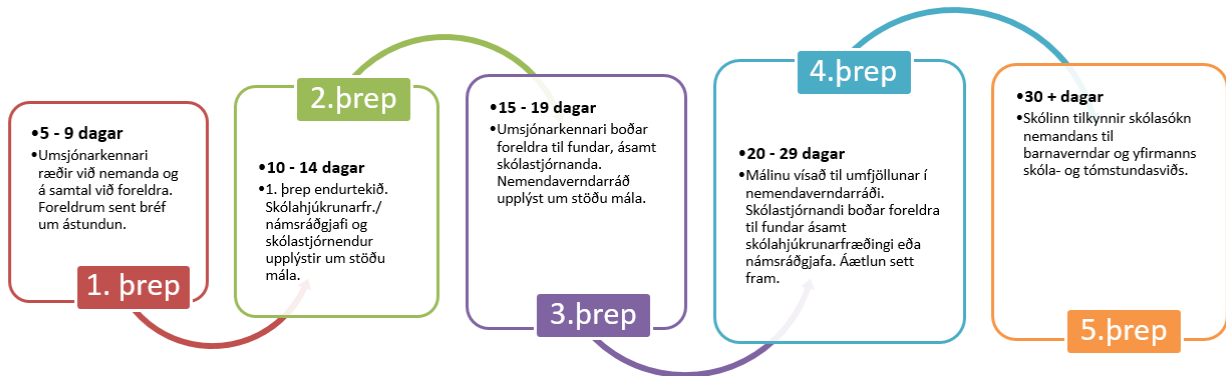 •5 - 9 dagar
•Umsjónarkennari
ræðir við nemanda og
á samtal við foreldra.
Foreldrum sent bréf
um ástundun.
1. þrep
2.þrep
•10 - 14 dagar
•1. þrep endurtekið.
Skólahjúkrunarfr./
námsráðgjafi og
skólastjórnendur
upplýstir um stöðu
mála.
•15 - 19 dagar
•Umsjónarkennari boðar
foreldra til fundar, ásamt
skólastjórnanda.
Nemendaverndarráð
upplýst um stöðu mála.
3.þrep
4.þrep
•20 - 29 dagar
•Málinu vísað til umfjöllunar í
nemendaverndarráði.
Skólastjórnandi boðar foreldra
til fundar ásamt
skólahjúkrunarfræðingi eða
námsráðgjafa. Áætlun sett
fram.
•30 + dagar
•Skólinn tilkynnir skólasókn
nemandans til
barnaverndar og yfirmanns
skóla- og tómstundasviðs.
5.þrep